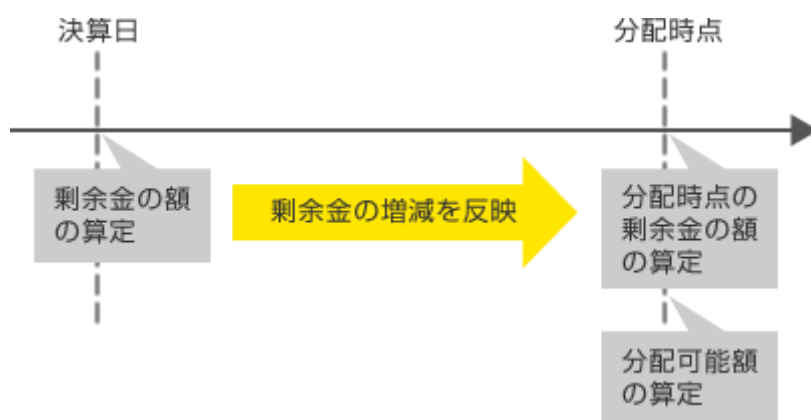 決算日
分配時点
剰余金の額
の算定
剰余金の増減を反映
分配時点の
剰余金の額
の算定
分配可能額
の算定